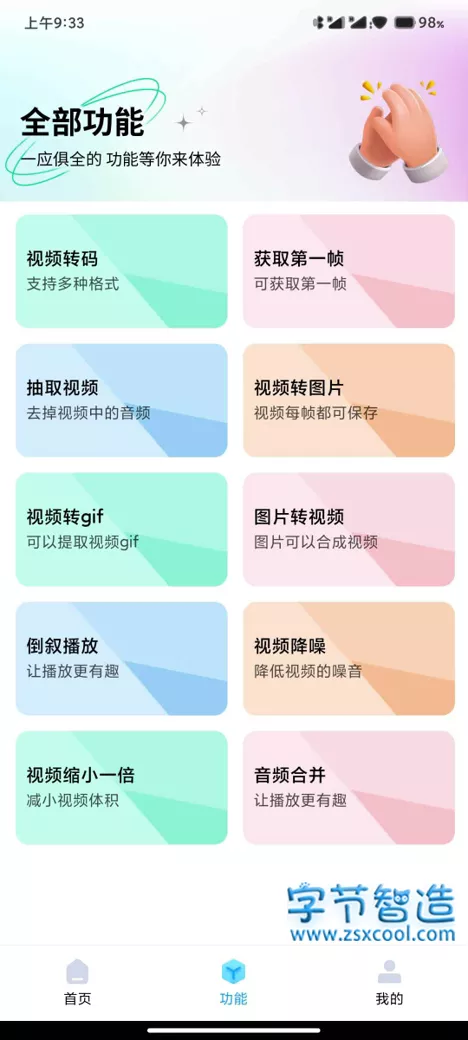 上午9:33
98%
全部功能
一应俱全的 功能等你来体验
视频转码
支持多种格式
获取第一帧
可获取第一帧
抽取视频
去掉视频中的音频
视频转图片
视频每帧都可保存
视频转gif
可以提取视频gif
图片转视频
图片可以合成视频
倒叙播放
让播放更有趣
视频降噪
降低视频的噪音
视频缩小一倍
减小视频体积
音频合并
让播放更有趣
字节智造
www.zsxcool.com
首页
功能
我的